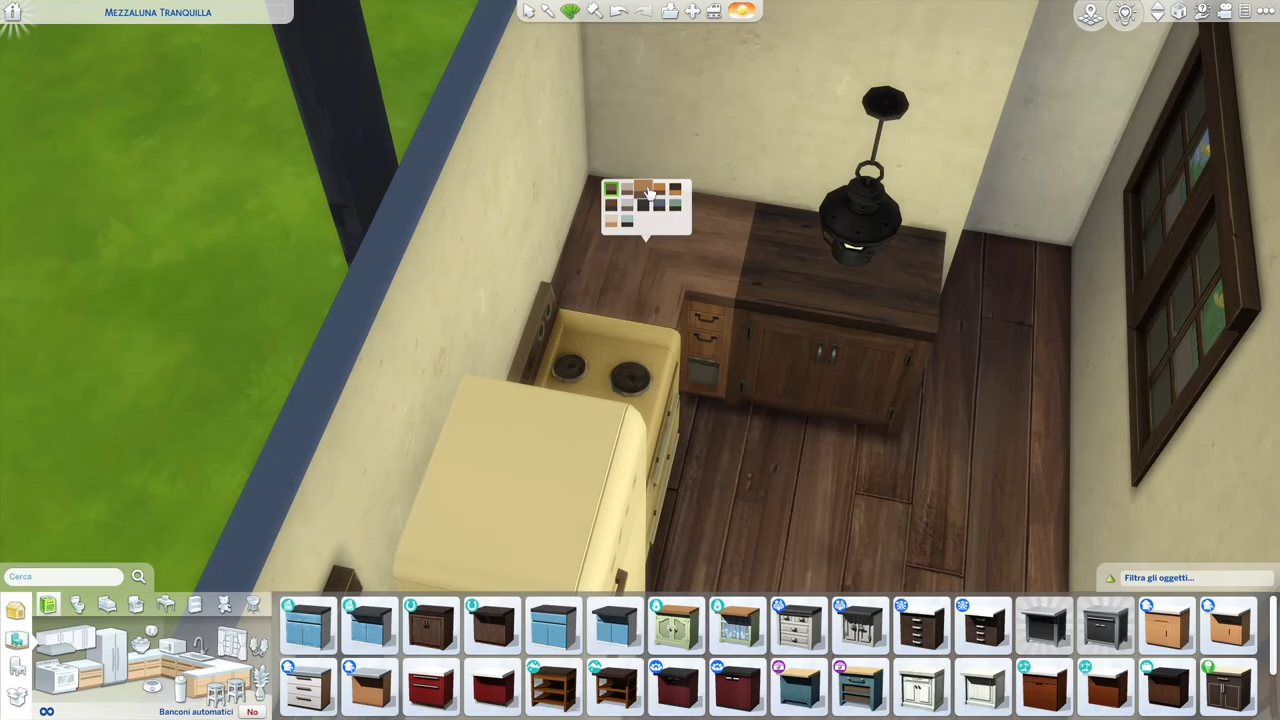 MEZZALUNA TRANQUILLA
Cerca
Filtra gli oggetti...
Banconi automatici No